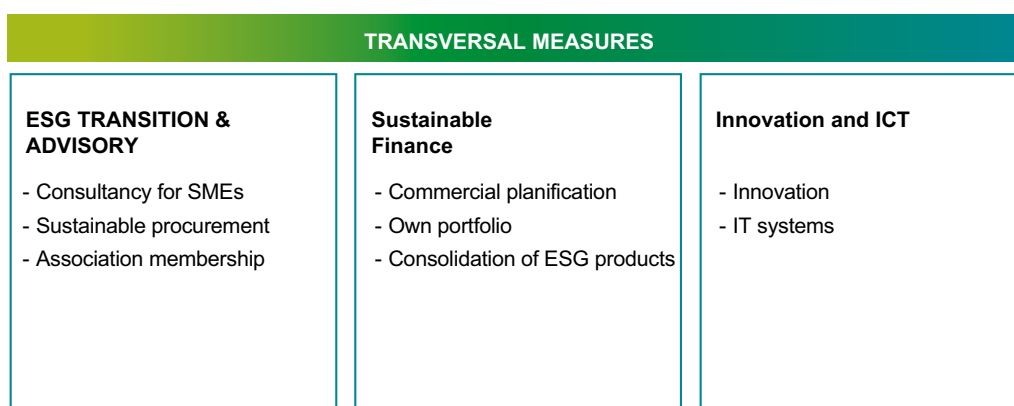 TRANSVERSAL MEASURES
ESG TRANSITION &
ADVISORY
- Consultancy for SMEs
- Sustainable procurement
- Association membership
Sustainable
Finance
- Commercial planification
- Own portfolio
- Consolidation of ESG products
Innovation and ICT
- Innovation
- IT systems